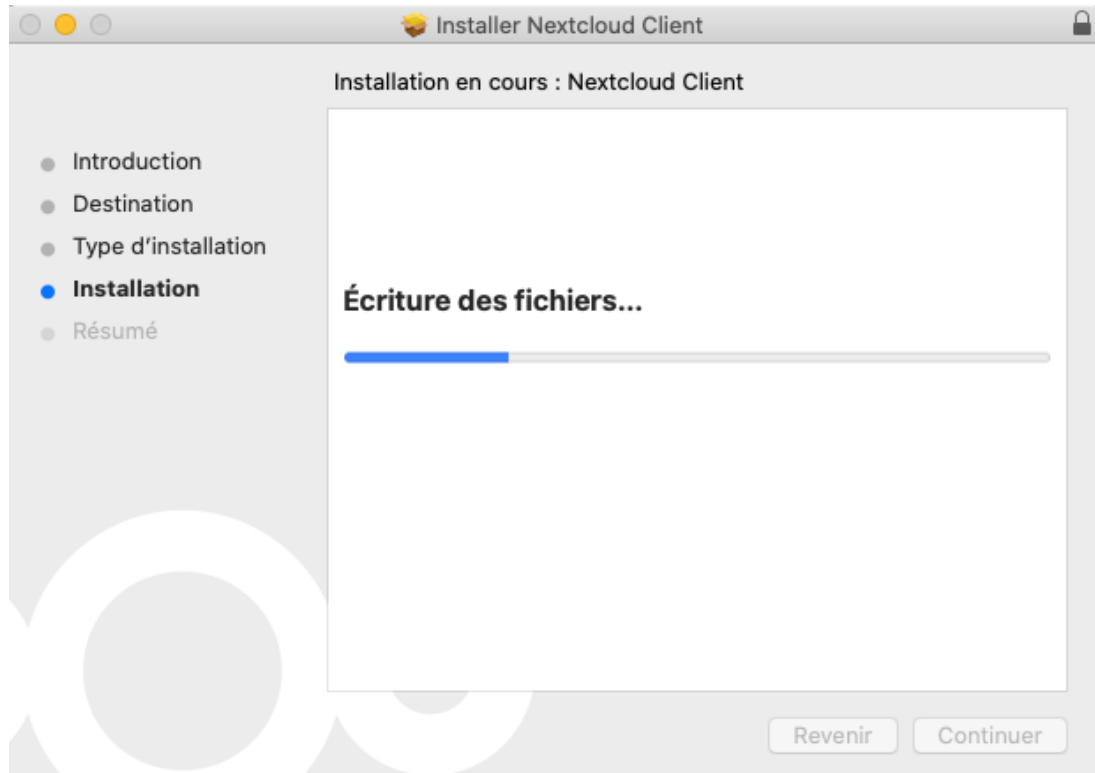 Installer Nextcloud Client
Installation en cours : Nextcloud Client
Introduction
Destination
Type d’installation
Installation
Résumé
Écriture des fichiers...
Revenir
Continuer